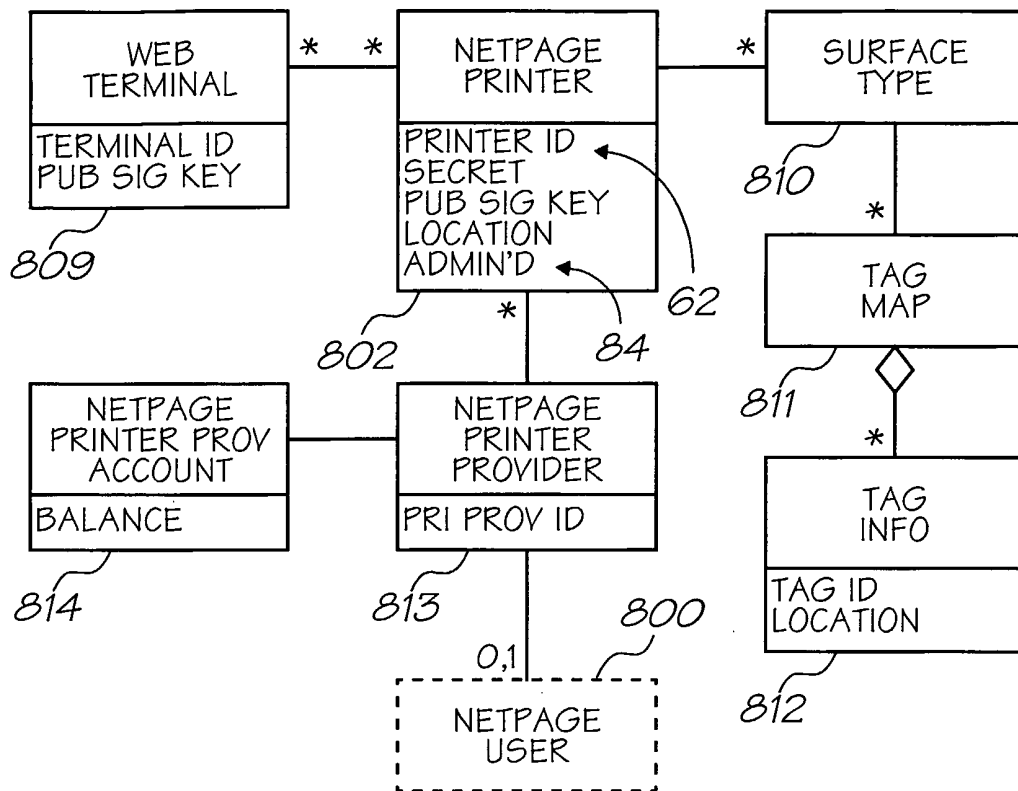 WEB
TERMINAL
TERMINAL ID
PUB SIG KEY
809
*
*
NETPAGE
PRINTER
PRINTER ID
SECRET
PUB SIG KEY
LOCATION
ADMIN'D
802
62
84
*
*
SURFACE
TYPE
810
*
TAG
MAP
811
*
TAG
INFO
TAG ID
LOCATION
812
NETPAGE
PRINTER PROV
ACCOUNT
BALANCE
814
NETPAGE
PRINTER
PROVIDER
PRI PROV ID
813
0,1
800
NETPAGE
USER